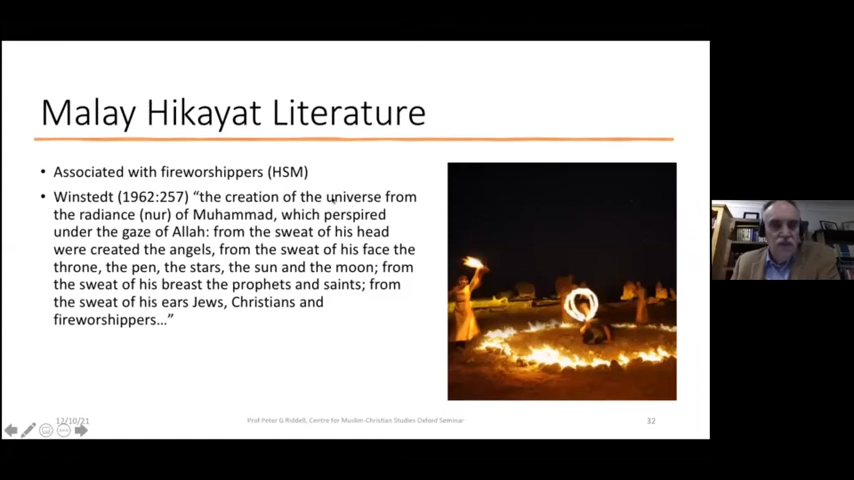 Malay Hikayat Literature
• Associated with fireworshippers (HSM)
• Winstedt (1962:257) “the creation of the universe from
the radiance (nur) of Muhammad, which perspired
under the gaze of Allah: from the sweat of his head
were created the angels, from the sweat of his face the
throne, the pen, the stars, the sun and the moon; from
the sweat of his breast the prophets and saints; from
the sweat of his ears Jews, Christians and
fireworshippers...”
12/10/21
Prof Peter G Riddell, Centre for Muslim-Christian Studies Oxford Seminar
32